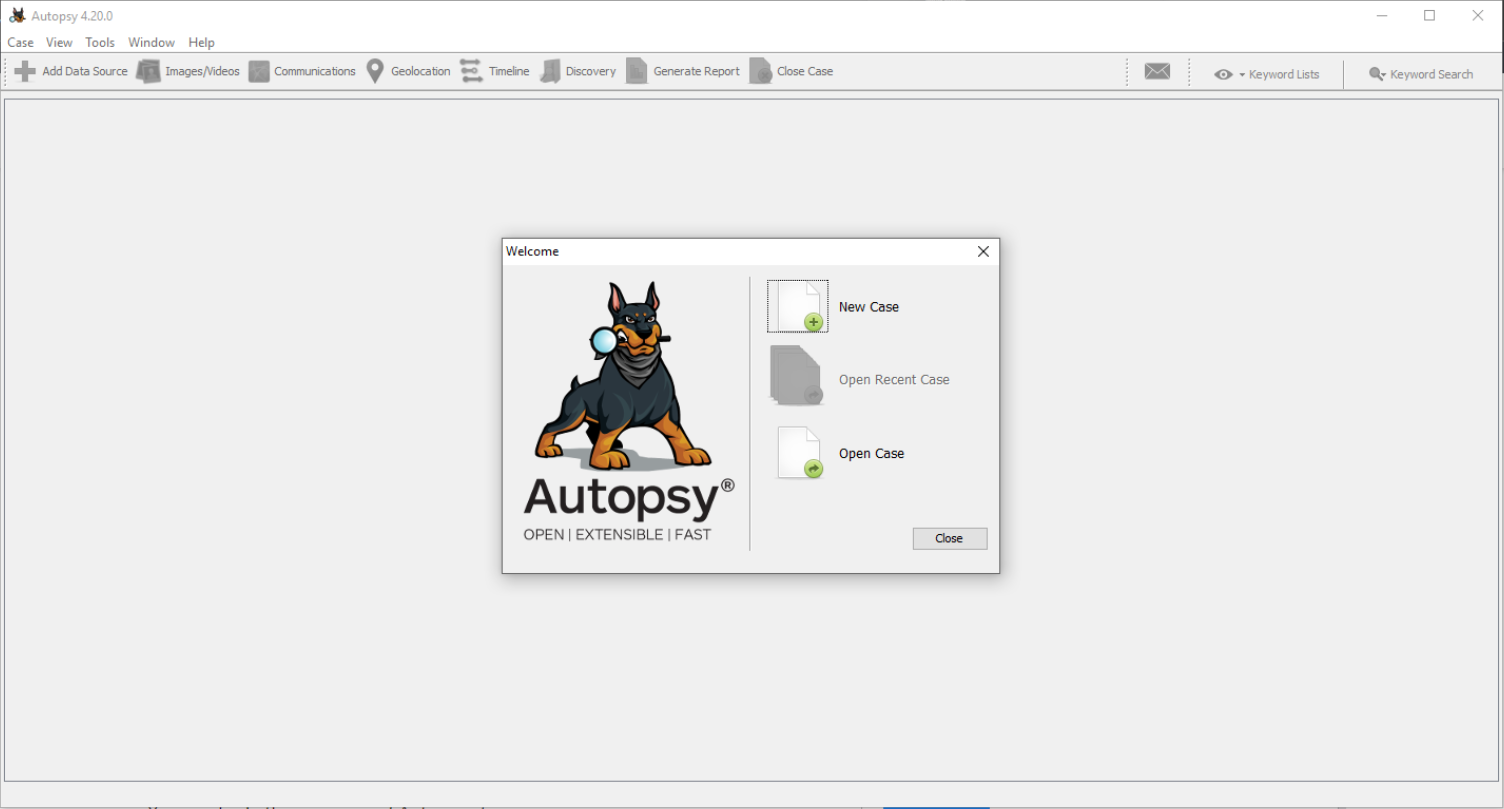 Autopsy 4.20.0
Case View Tools Window Help
Add Data Source Images/Videos Communications Geolocation Timeline Discovery Generate Report Close Case Keyword Lists Keyword Search
Welcome
New Case
Open Recent Case
Open Case
Autopsy®
OPEN | EXTENSIBLE | FAST
Close